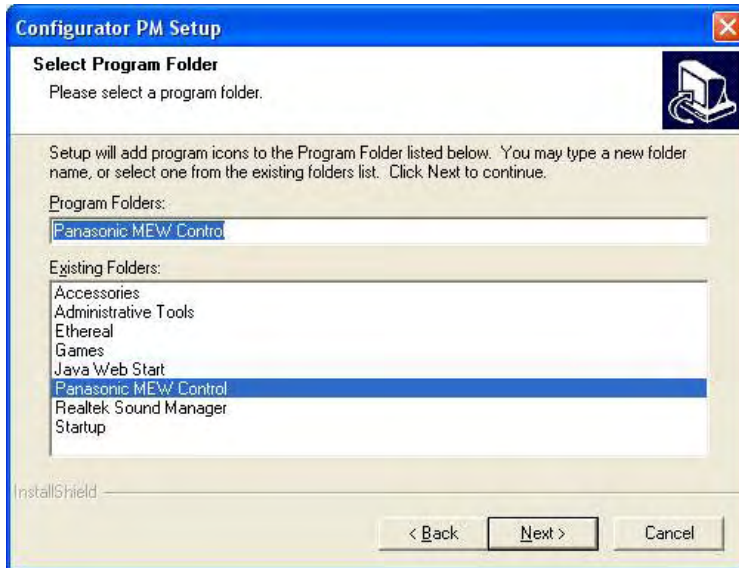 Configurator PM Setup
Select Program Folder
Please select a program folder.
Setup will add program icons to the Program Folder listed below. You may type a new folder
name, or select one from the existing folders list. Click Next to continue.
Program Folders:
Panasonic MEW Control
Existing Folders:
Accessories
Administrative Tools
Ethereal
Games
Java Web Start
Panasonic MEW Control
Realtek Sound Manager
Startup
InstallShield
< Back Next > Cancel